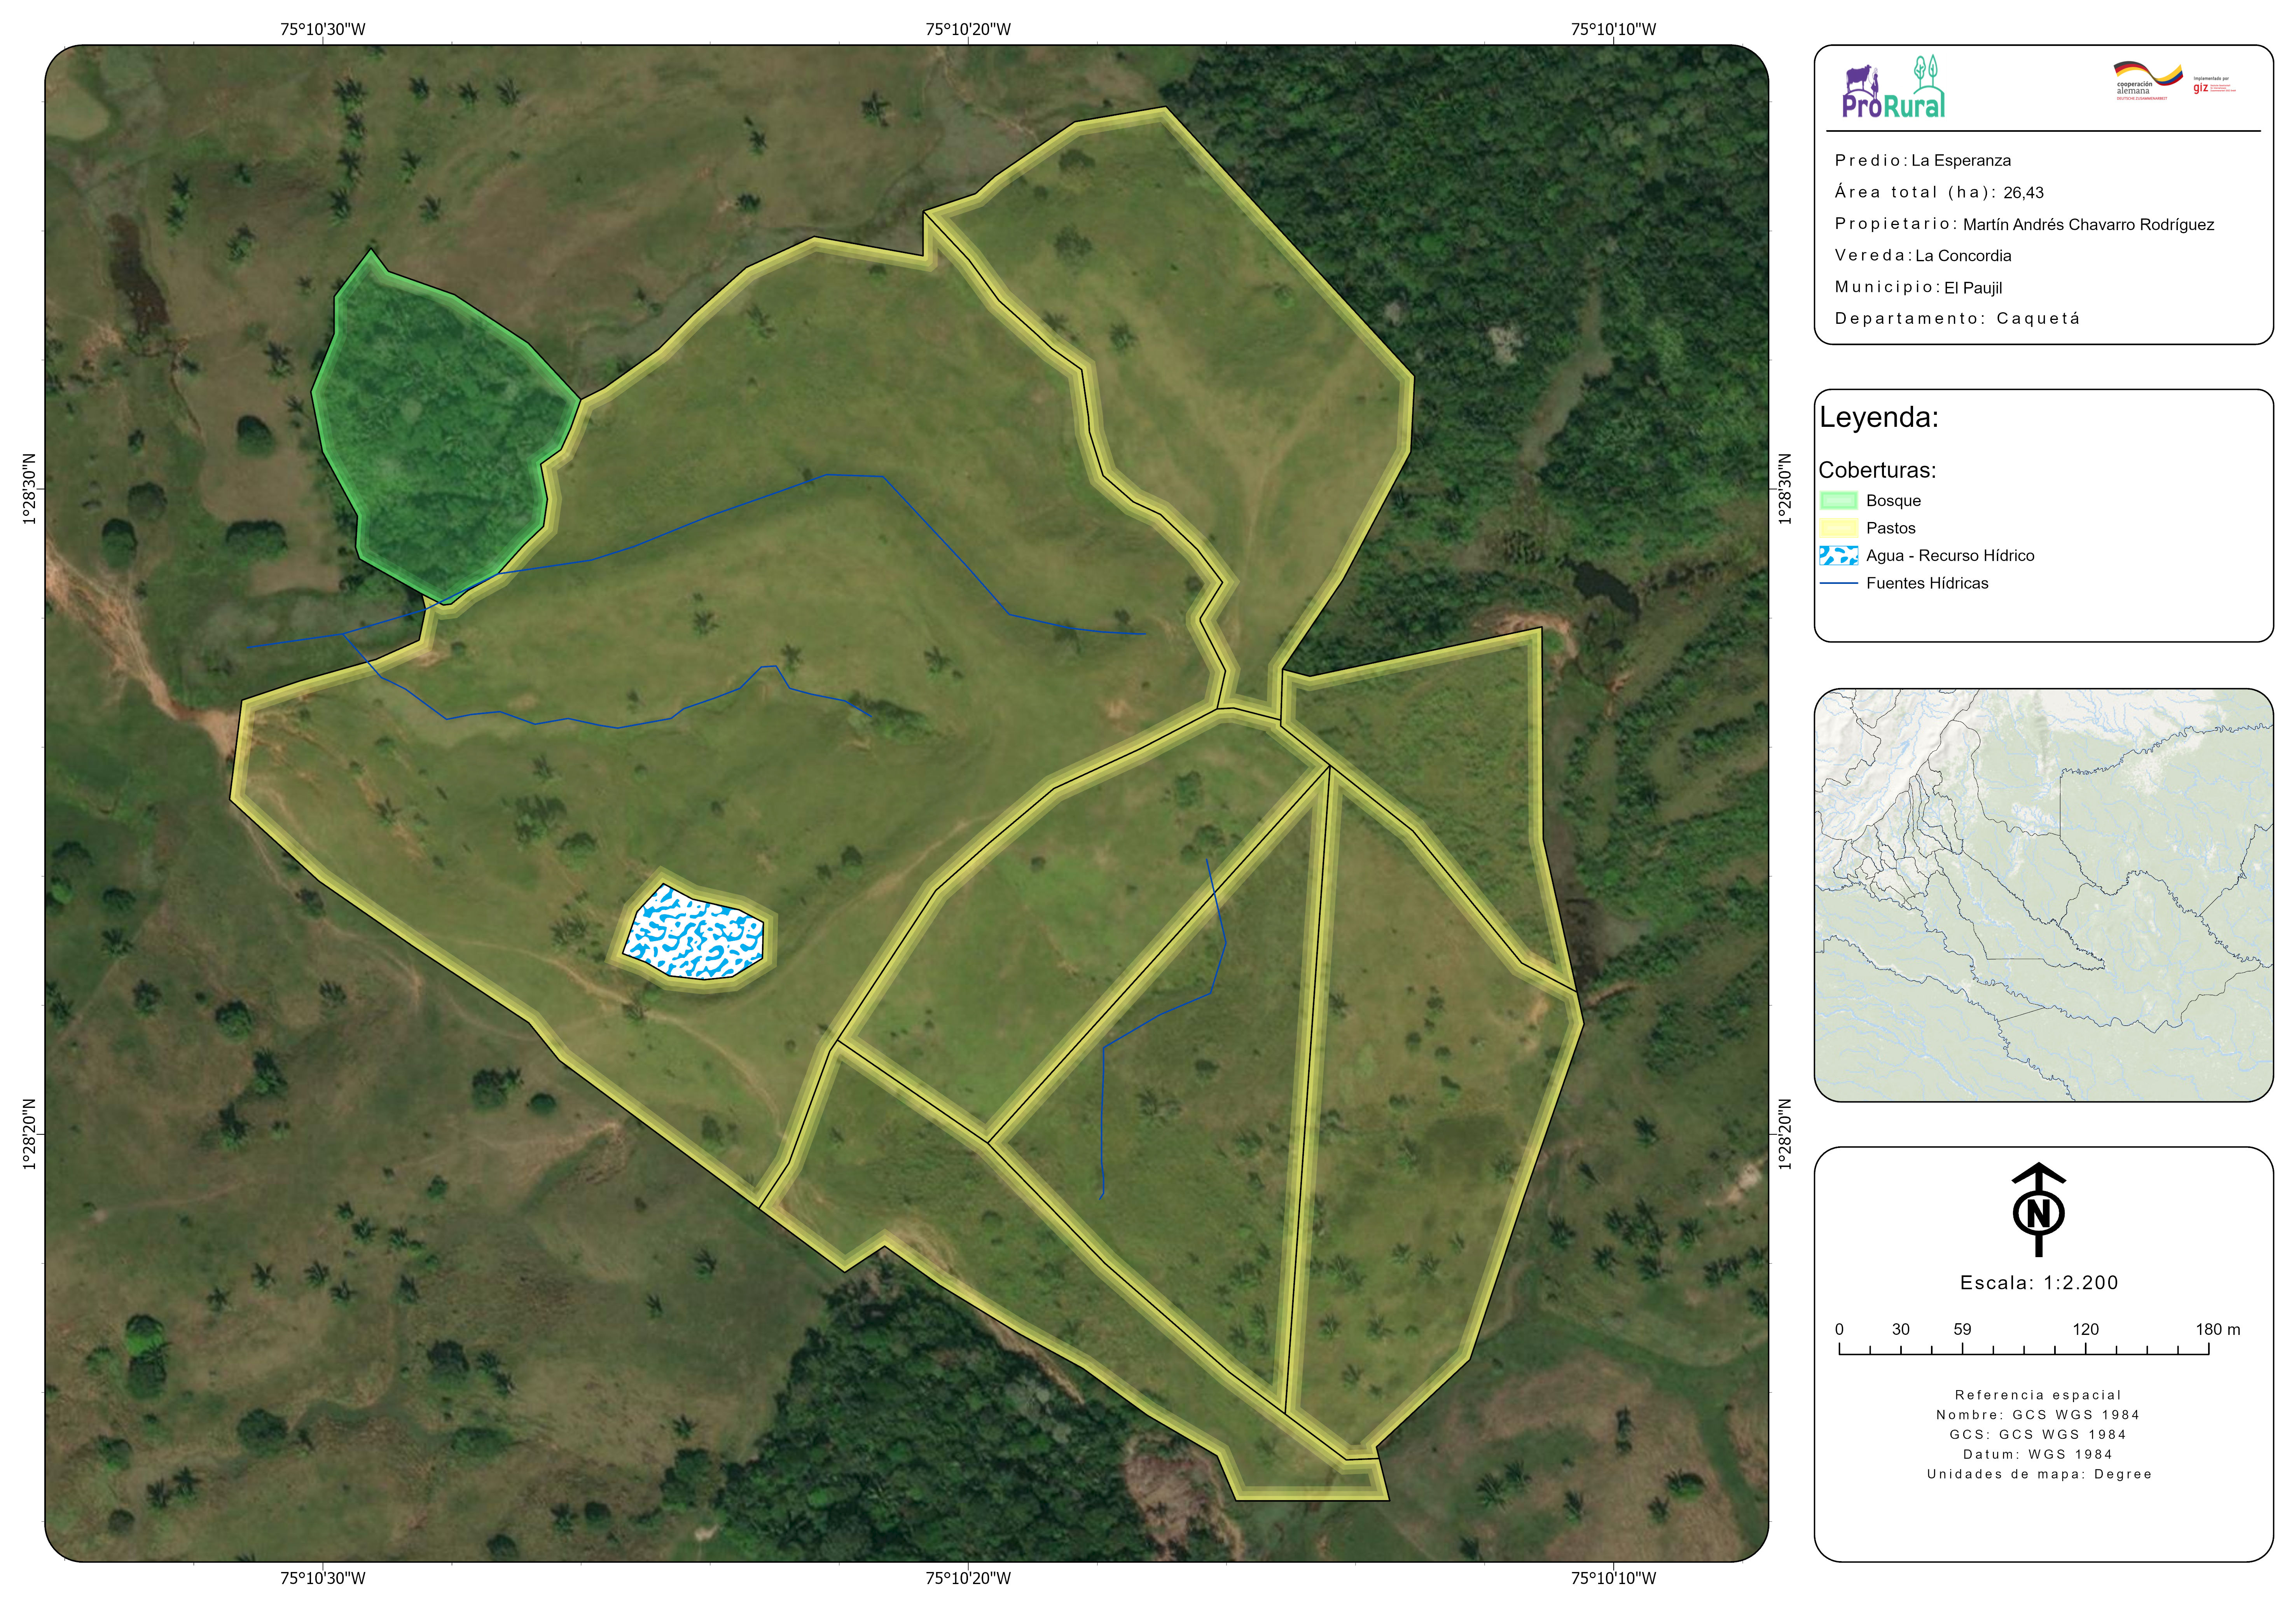 75°10'30"W
75°10'20"W
75°10'10"W
1°28'30"N
1°28'20"N
1°28'30"N
1°28'20"N
75°10'30"W
75°10'20"W
75°10'10"W
ProRural
cooperación
alemana
DEUTSCHE ZUSAMMENARBEIT
Implementado por
giz
Predio: La Esperanza
Área total (ha): 26,43
Propietario: Martín Andrés Chavarro Rodríguez
Vereda: La Concordia
Municipio: El Paujil
Departamento: Caquetá
Leyenda:
Coberturas:
Bosque
Pastos
Agua - Recurso Hídrico
Fuentes Hídricas
N
Escala: 1:2.200
0 30 59 120 180 m
Referencia espacial
Nombre: GCS WGS 1984
GCS: GCS WGS 1984
Datum: WGS 1984
Unidades de mapa: Degree